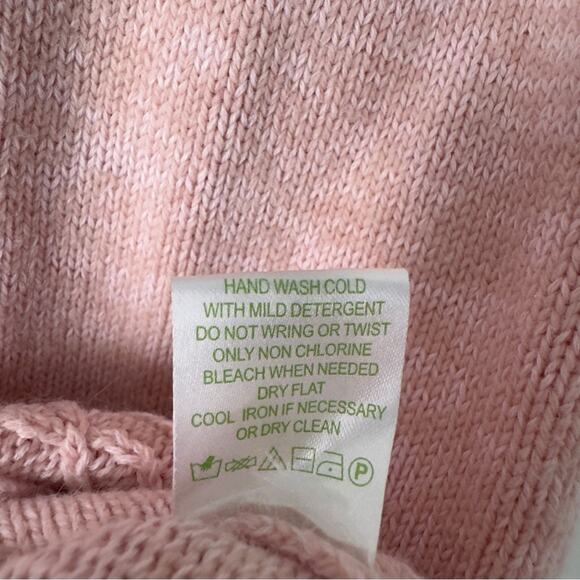 HAND WASH COLD
WITH MILD DETERGENT
DO NOT WRING OR TWIST
ONLY NON CHLORINE
BLEACH WHEN NEEDED
DRY FLAT
COOL IRON IF NECESSARY
OR DRY CLEAN
P